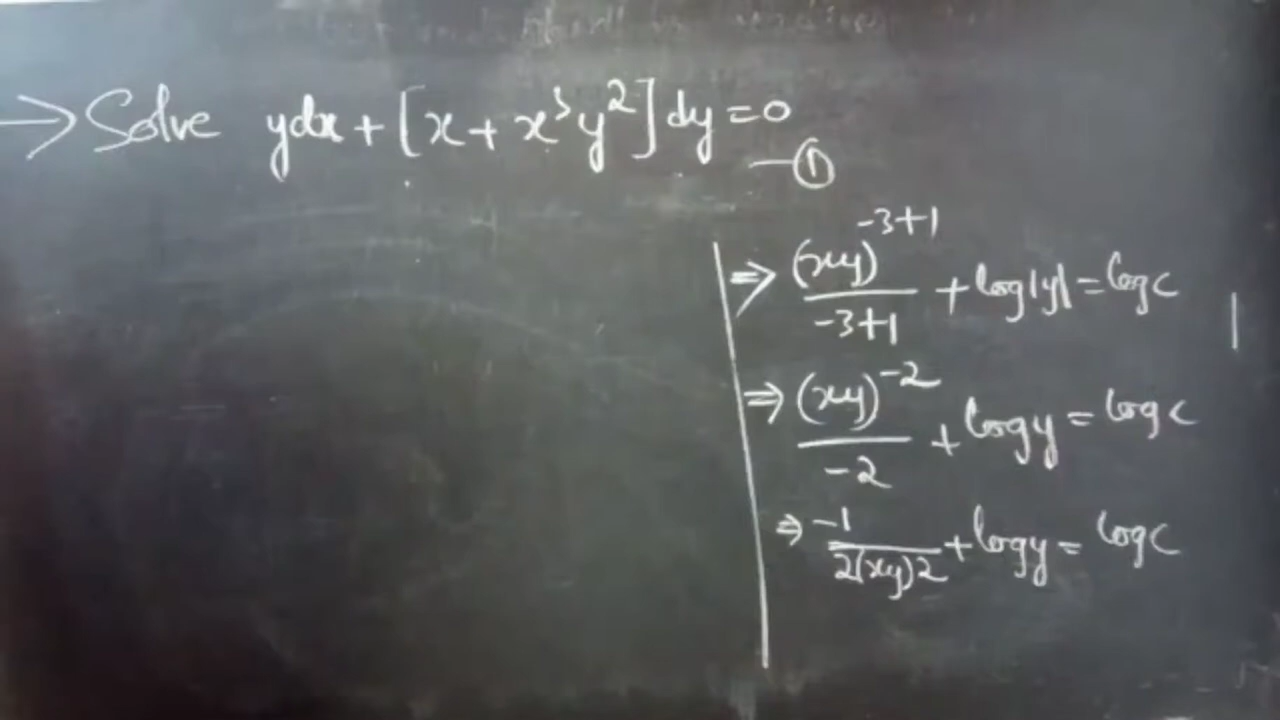 → Solve ydx + [x + x³y²] dy = 0
— ①
⇒ (xy)^-3+1 / -3+1 + log|y| = log c
⇒ (xy)^-2 / -2 + log y = log c
⇒ -1 / 2(xy)2 + log y = log c